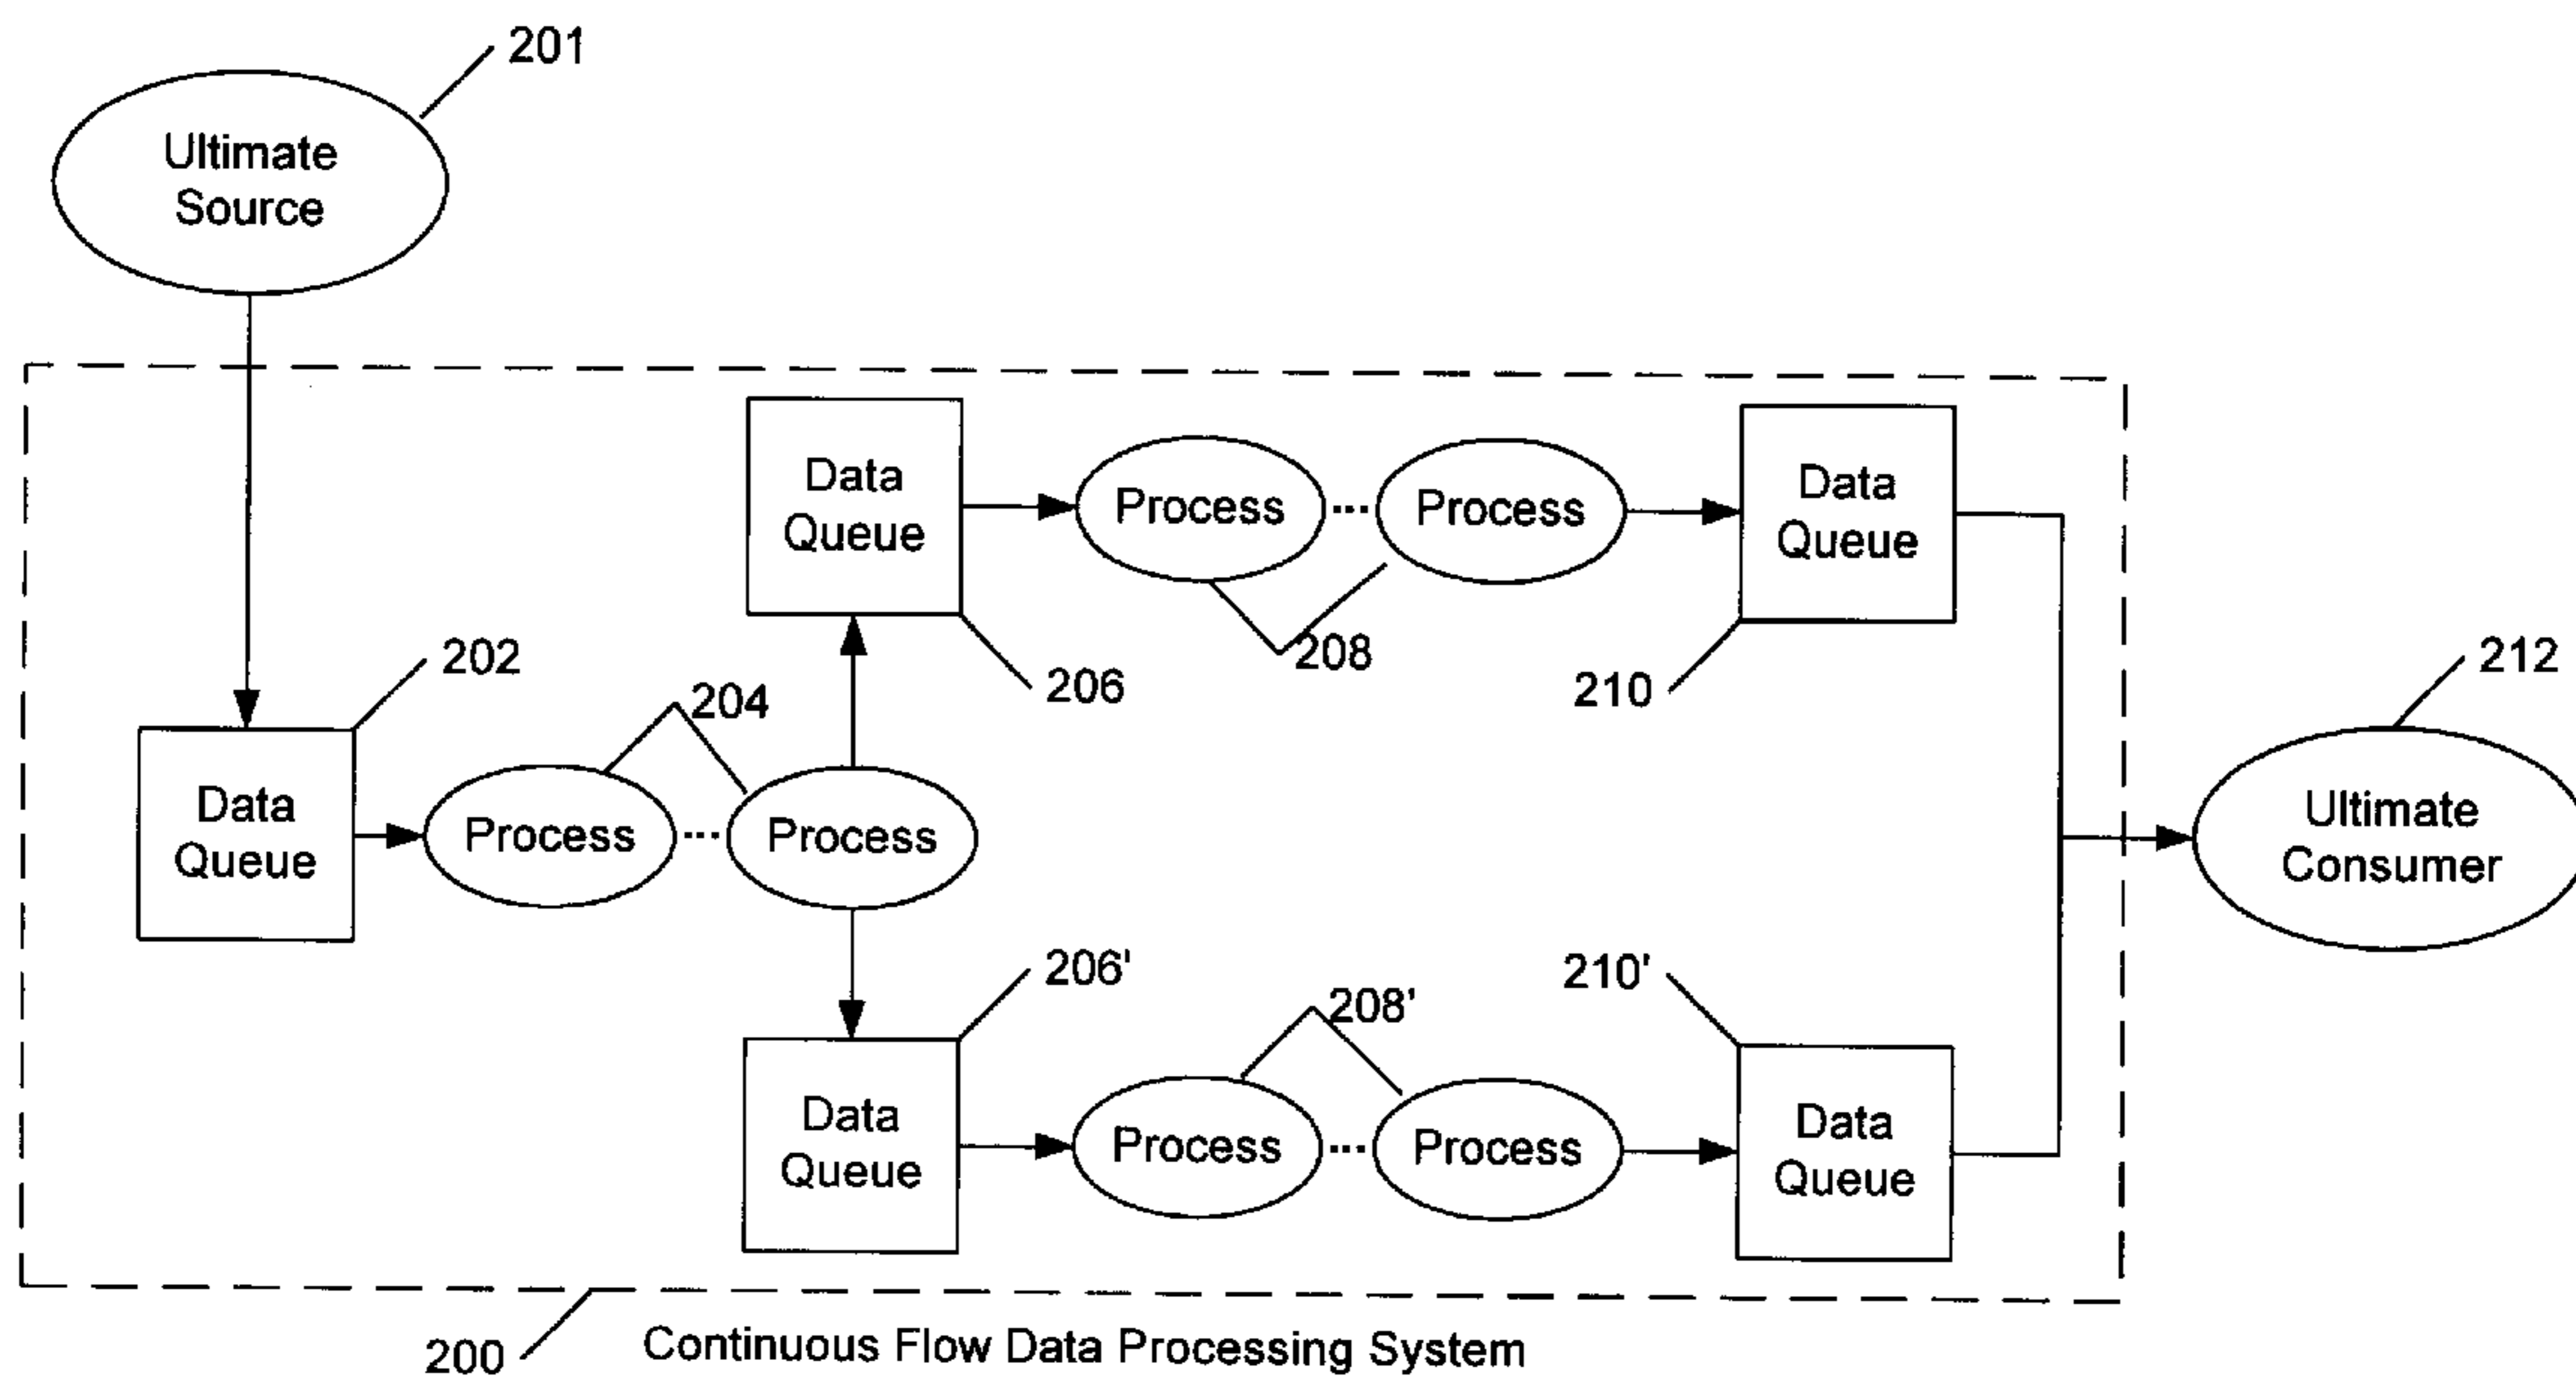 201
Ultimate
Source
Data
Queue
Process
...
Process
Data
Queue
208
206
210
202
204
212
Data
Queue
Process
...
Process
Ultimate
Consumer
206'
208'
210'
Data
Queue
Process
...
Process
Data
Queue
200
Continuous Flow Data Processing System